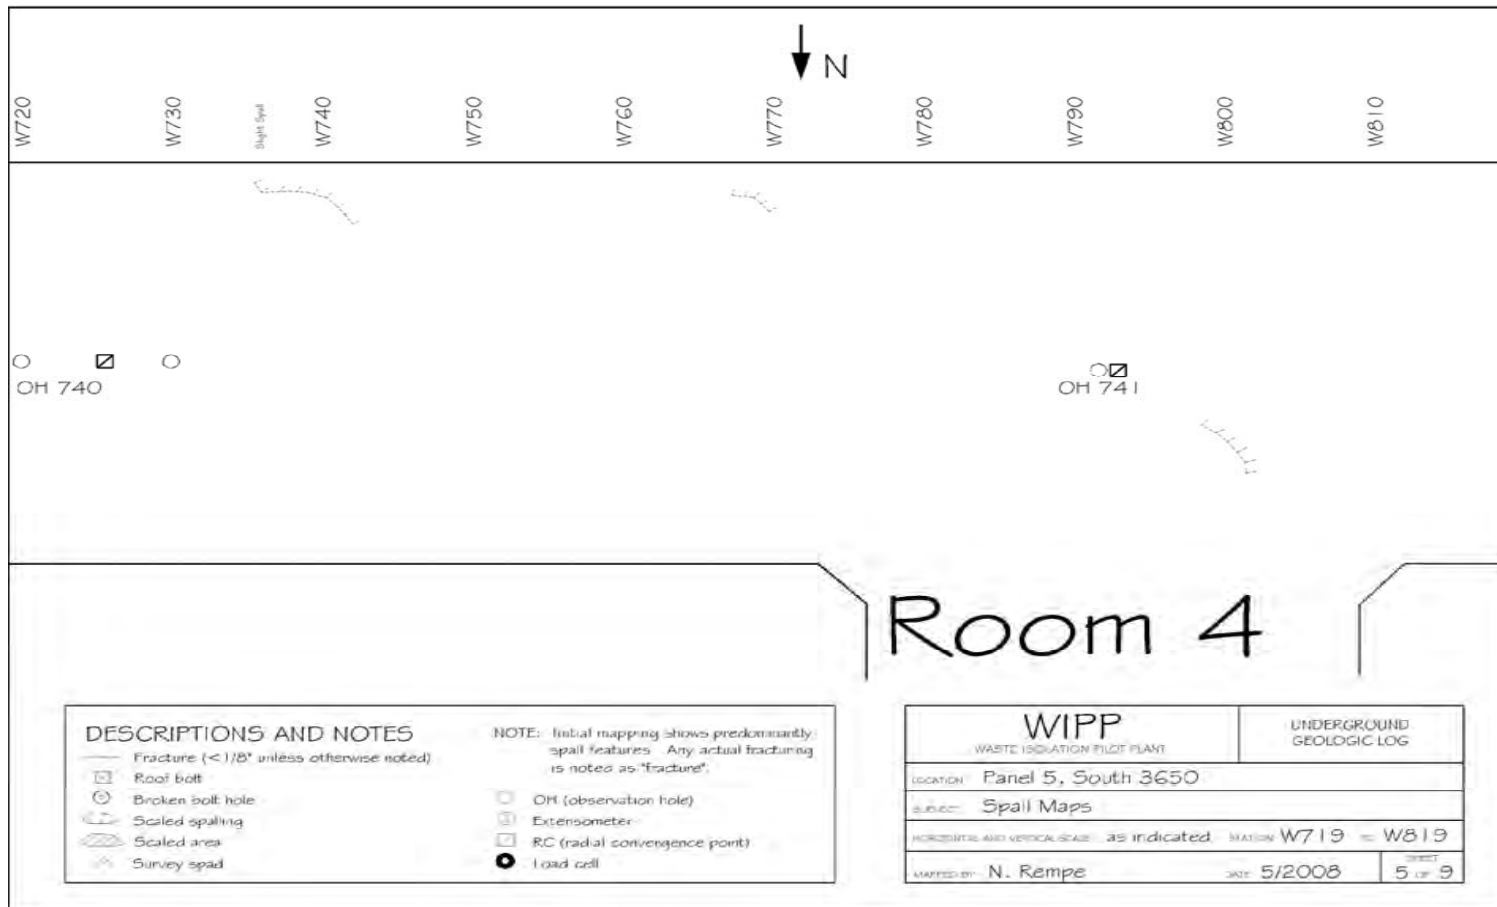 N
W720
W730
Slight Spall
W740
W750
W760
W770
W780
W790
W800
W810
OH 740
OH 741
Room 4
DESCRIPTIONS AND NOTES
Fracture (<1/8" unless otherwise noted)
Roof bolt
Broken bolt hole
Scaled spalling
Scaled area
Survey spad
NOTE: Initial mapping shows predominantly
spall features. Any actual fracturing
is noted as "fracture".
OH (observation hole)
Extensometer
RC (radial convergence point)
Load cell
WIPP
WASTE ISOLATION PILOT PLANT
UNDERGROUND
GEOLOGIC LOG
LOCATION: Panel 5, South 3650
SUBJECT: Spall Maps
HORIZONTAL AND VERTICAL SCALE: as indicated STATION W719 TO W819
MAPPED BY: N. Rempe DATE 5/2008
SHEET
5 OF 9